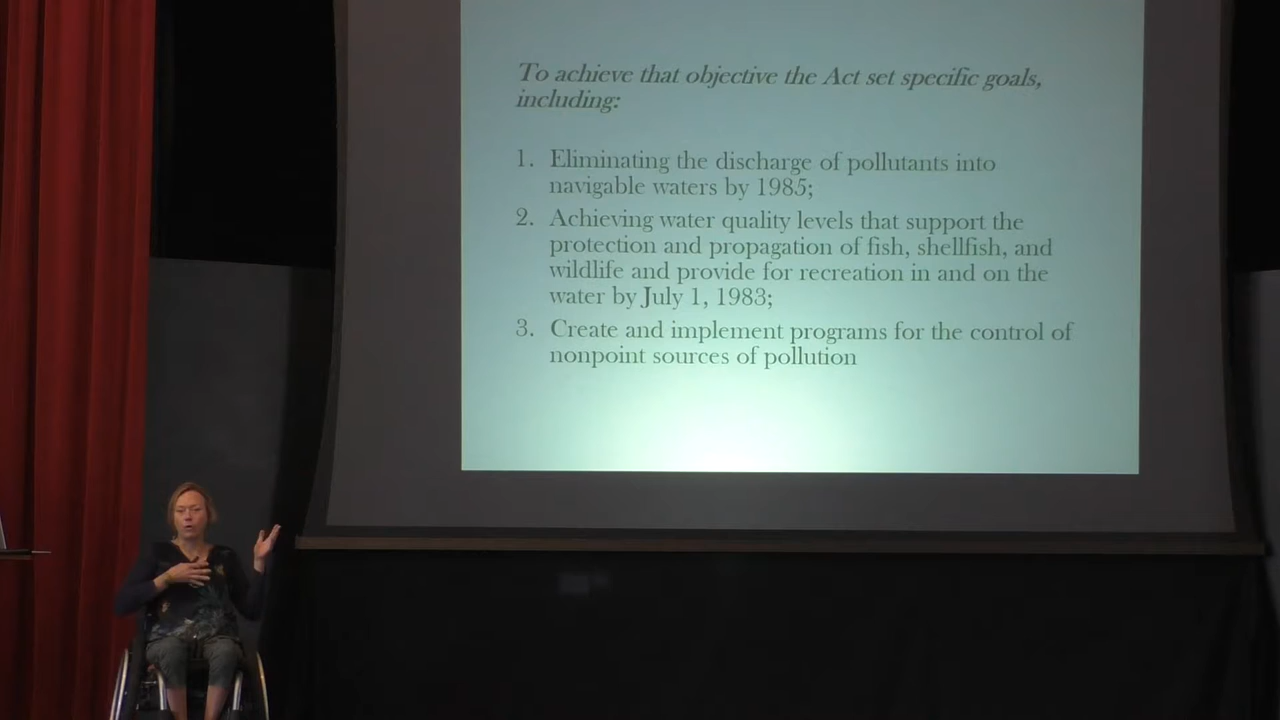 To achieve that objective the Act set specific goals,
including:
1. Eliminating the discharge of pollutants into
navigable waters by 1985;
2. Achieving water quality levels that support the
protection and propagation of fish, shellfish, and
wildlife and provide for recreation in and on the
water by July 1, 1983;
3. Create and implement programs for the control of
nonpoint sources of pollution